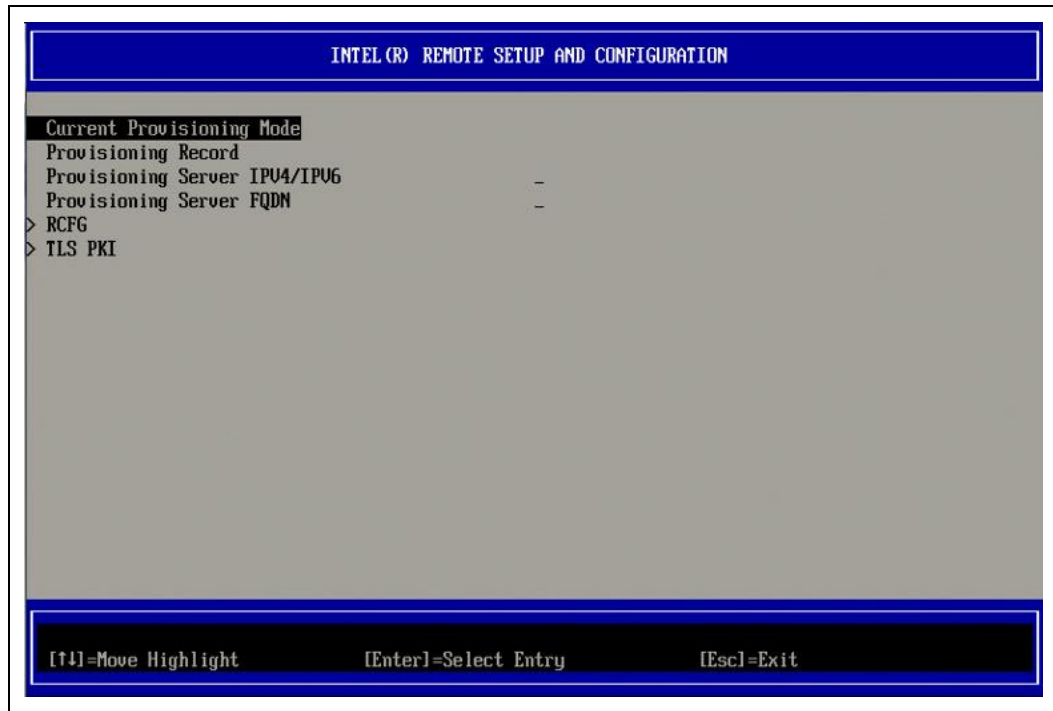 INTEL(R) REMOTE SETUP AND CONFIGURATION
Current Provisioning Mode
Provisioning Record
Provisioning Server IPV4/IPV6 _
Provisioning Server FQDN _
> RCFG
> TLS PKI
[↑↓]=Move Highlight [Enter]=Select Entry [Esc]=Exit